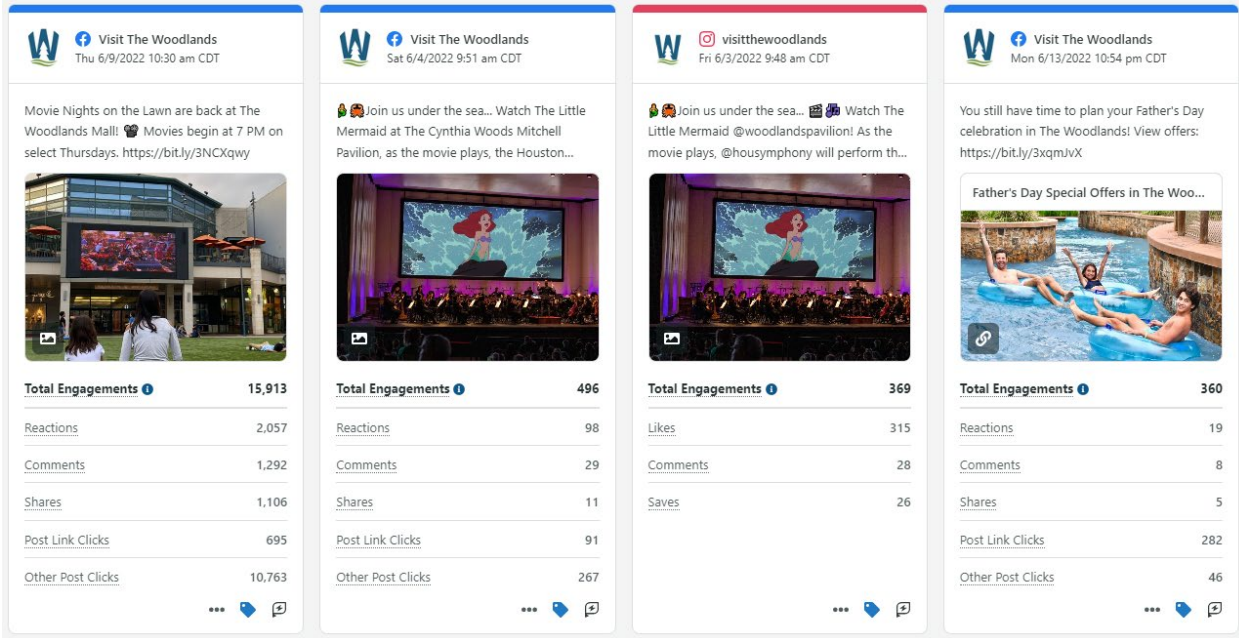 Visit The Woodlands
Thu 6/9/2022 10:30 am CDT
Movie Nights on the Lawn are back at The
Woodlands Mall! 🎥 Movies begin at 7 PM on
select Thursdays. https://bit.ly/3NCXqwy
Total Engagements 15,913
Reactions 2,057
Comments 1,292
Shares 1,106
Post Link Clicks 695
Other Post Clicks 10,763
Visit The Woodlands
Sat 6/4/2022 9:51 am CDT
🧜‍♀️🦀Join us under the sea... Watch The Little
Mermaid at The Cynthia Woods Mitchell
Pavilion, as the movie plays, the Houston...
Total Engagements 496
Reactions 98
Comments 29
Shares 11
Post Link Clicks 91
Other Post Clicks 267
visitthewoodlands
Fri 6/3/2022 9:48 am CDT
🧜‍♀️🦀Join us under the sea... 🎬🎶 Watch The
Little Mermaid @woodlandspavilion! As the
movie plays, @housymphony will perform th...
Total Engagements 369
Likes 315
Comments 28
Saves 26
Visit The Woodlands
Mon 6/13/2022 10:54 pm CDT
You still have time to plan your Father's Day
celebration in The Woodlands! View offers:
https://bit.ly/3xqmJvX
Father's Day Special Offers in The Woo...
Total Engagements 360
Reactions 19
Comments 8
Shares 5
Post Link Clicks 282
Other Post Clicks 46